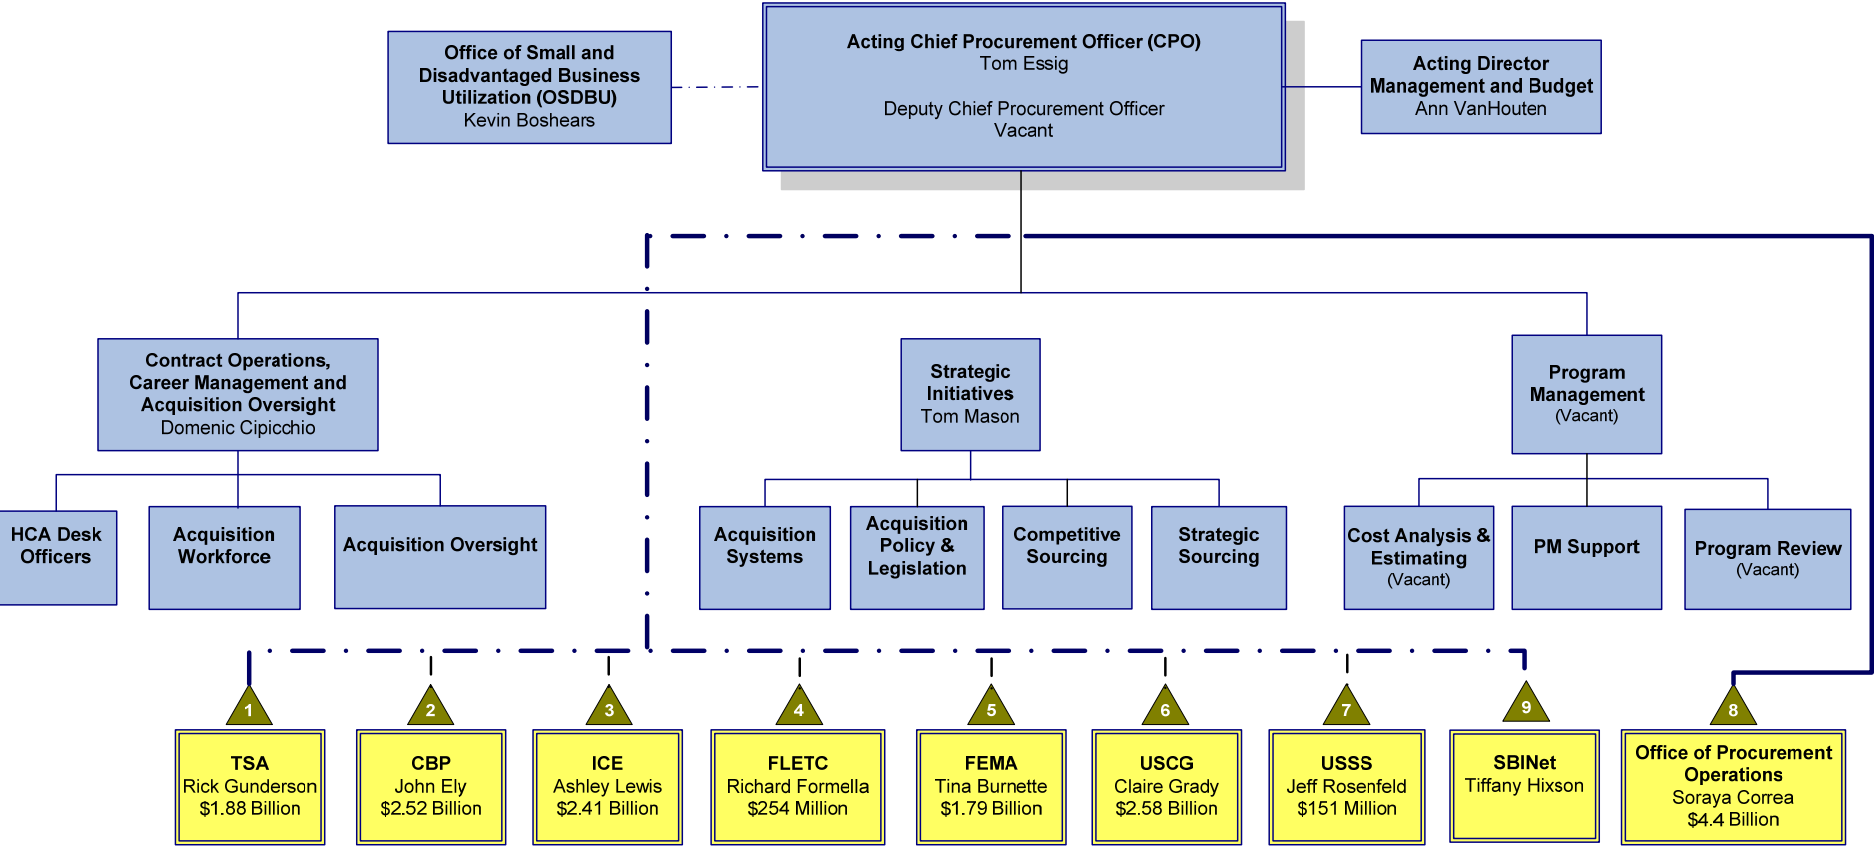 Office of Small and
Disadvantaged Business
Utilization (OSDBU)
Kevin Boshears
Acting Chief Procurement Officer (CPO)
Tom Essig
Deputy Chief Procurement Officer
Vacant
Acting Director
Management and Budget
Ann VanHouten
Contract Operations,
Career Management and
Acquisition Oversight
Domenic Cipicchio
Strategic
Initiatives
Tom Mason
Program
Management
(Vacant)
HCA Desk
Officers
Acquisition
Workforce
Acquisition Oversight
Acquisition
Systems
Acquisition
Policy &
Legislation
Competitive
Sourcing
Strategic
Sourcing
Cost Analysis &
Estimating
(Vacant)
PM Support
Program Review
(Vacant)
1
TSA
Rick Gunderson
$1.88 Billion
2
CBP
John Ely
$2.52 Billion
3
ICE
Ashley Lewis
$2.41 Billion
4
FLETC
Richard Formella
$254 Million
5
FEMA
Tina Burnette
$1.79 Billion
6
USCG
Claire Grady
$2.58 Billion
7
USSS
Jeff Rosenfeld
$151 Million
9
SBINet
Tiffany Hixson
8
Office of Procurement
Operations
Soraya Correa
$4.4 Billion